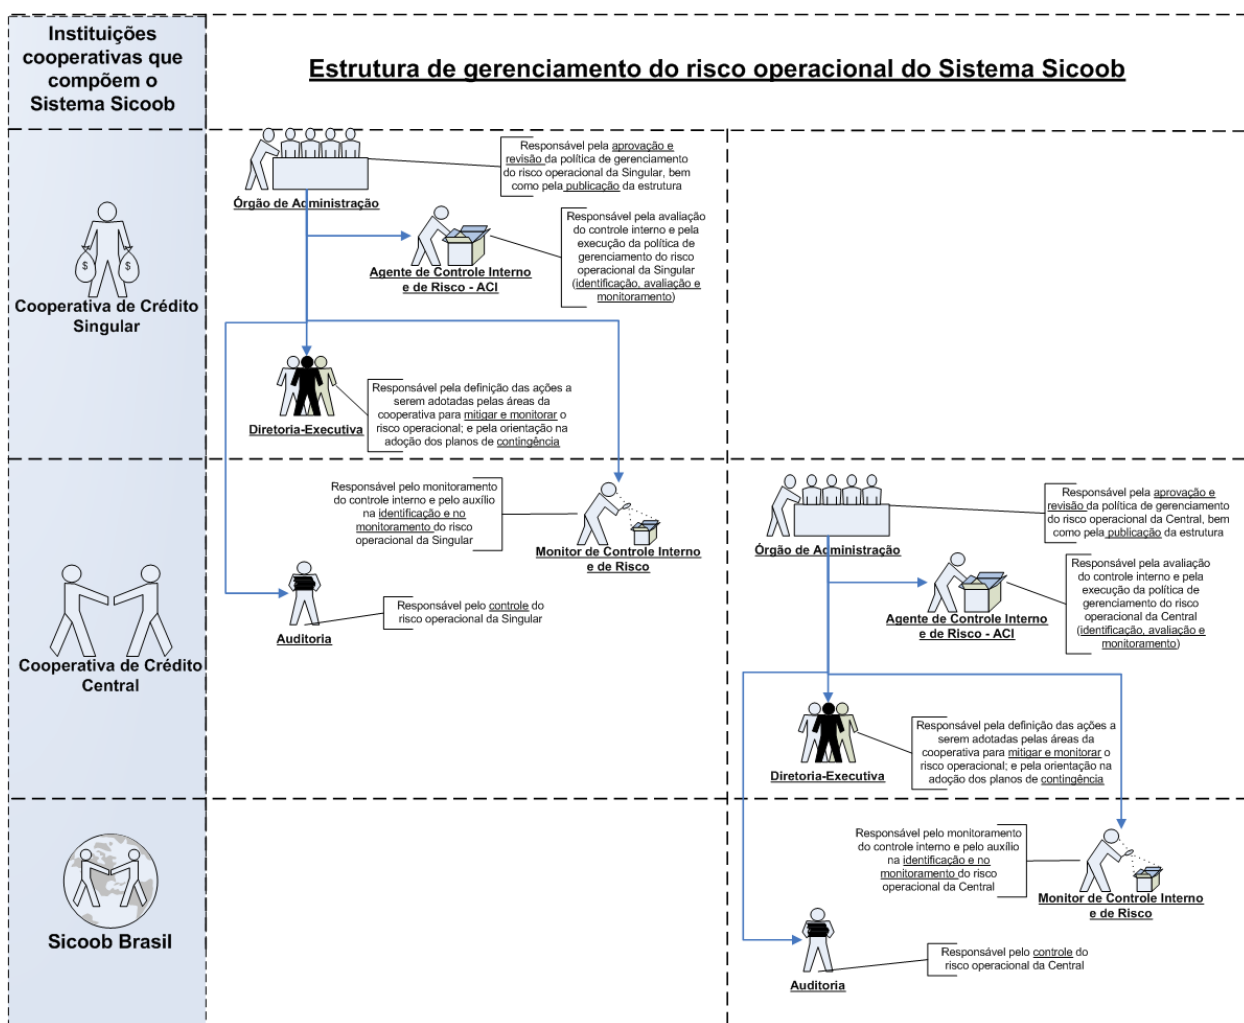 Instituições
cooperativas que
compõem o
Sistema Sicoob
Estrutura de gerenciamento do risco operacional do Sistema Sicoob
Responsável pela aprovação e
revisão da política de gerenciamento
do risco operacional da Singular, bem
como pela publicação da estrutura
Órgão de Administração
Responsável pela avaliação
do controle interno e pela
execução da política de
gerenciamento do risco
operacional da Singular
(identificação, avaliação e
monitoramento)
Agente de Controle Interno
e de Risco - ACI
$
$
Cooperativa de Crédito
Singular
Responsável pela definição das ações a
serem adotadas pelas áreas da
cooperativa para mitigar e monitorar o
risco operacional; e pela orientação na
adoção dos planos de contingência
Diretoria-Executiva
Responsável pelo monitoramento
do controle interno e pelo auxílio
na identificação e no
monitoramento do risco
operacional da Singular
Monitor de Controle Interno
e de Risco
Responsável pelo controle do
risco operacional da Singular
Auditoria
Cooperativa de Crédito
Central
Responsável pela aprovação e
revisão da política de gerenciamento
do risco operacional da Central, bem
como pela publicação da estrutura
Órgão de Administração
Responsável pela avaliação
do controle interno e pela
execução da política de
gerenciamento do risco
operacional da Central
(identificação, avaliação e
monitoramento)
Agente de Controle Interno
e de Risco - ACI
Responsável pela definição das ações a
serem adotadas pelas áreas da
cooperativa para mitigar e monitorar o
risco operacional; e pela orientação na
adoção dos planos de contingência
Diretoria-Executiva
Responsável pelo monitoramento
do controle interno e pelo auxílio
na identificação e no
monitoramento do risco
operacional da Central
Monitor de Controle Interno
e de Risco
Sicoob Brasil
Responsável pelo controle do
risco operacional da Central
Auditoria